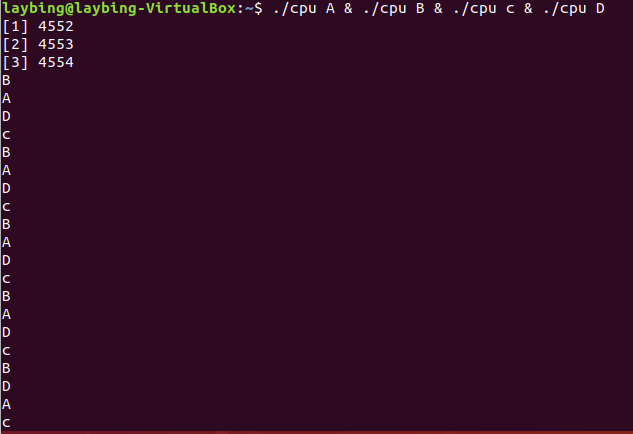 laybing@laybing-VirtualBox:~$ ./cpu A & ./cpu B & ./cpu c & ./cpu D
[1] 4552
[2] 4553
[3] 4554
B
A
D
c
B
A
D
c
B
A
D
c
B
A
D
c
B
D
A
c